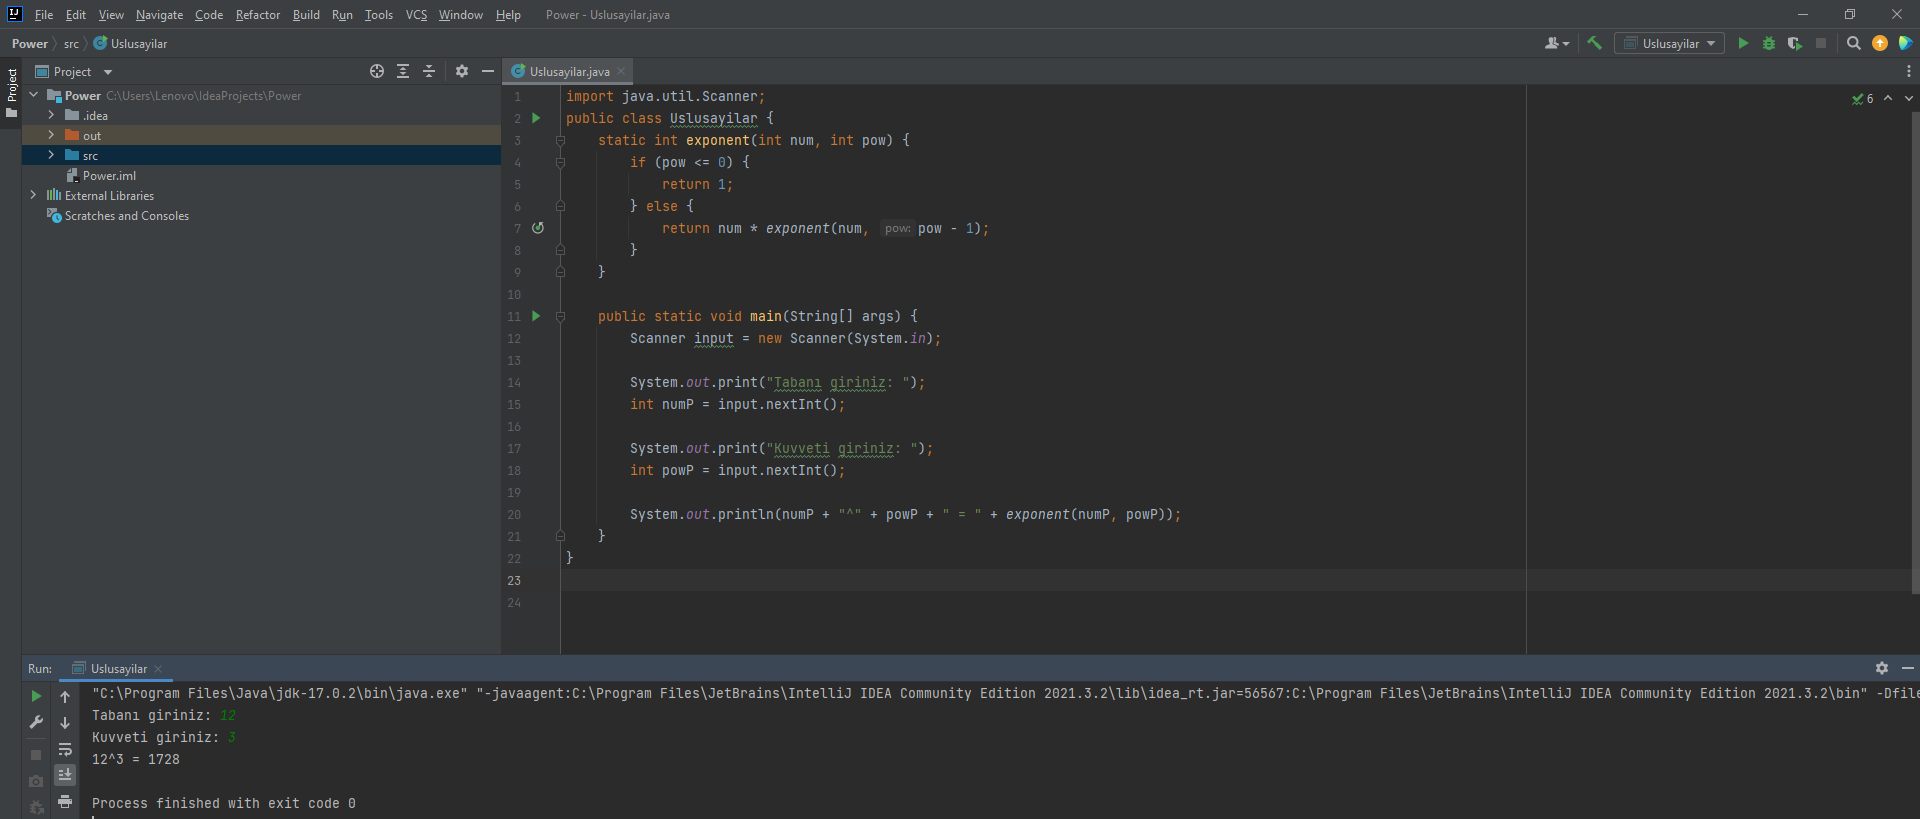 File Edit View Navigate Code Refactor Build Run Tools VCS Window Help Power - Uslusayilar.java
Power src Uslusayilar
Uslusayilar
Project
Project
Power C:\Users\Lenovo\IdeaProjects\Power
.idea
out
src
Power.iml
External Libraries
Scratches and Consoles
Uslusayilar.java
6
1 import java.util.Scanner;
2 public class Uslusayilar {
3 static int exponent(int num, int pow) {
4 if (pow <= 0) {
5 return 1;
6 } else {
7 return num * exponent(num, pow: pow - 1);
8 }
9 }
10
11 public static void main(String[] args) {
12 Scanner input = new Scanner(System.in);
13
14 System.out.print("Tabanı giriniz: ");
15 int numP = input.nextInt();
16
17 System.out.print("Kuvveti giriniz: ");
18 int powP = input.nextInt();
19
20 System.out.println(numP + "^" + powP + " = " + exponent(numP, powP));
21 }
22 }
23
24
Run: Uslusayilar
"C:\Program Files\Java\jdk-17.0.2\bin\java.exe" "-javaagent:C:\Program Files\JetBrains\IntelliJ IDEA Community Edition 2021.3.2\lib\idea_rt.jar=56567:C:\Program Files\JetBrains\IntelliJ IDEA Community Edition 2021.3.2\bin" -Dfile
Tabanı giriniz: 12
Kuvveti giriniz: 3
12^3 = 1728
Process finished with exit code 0